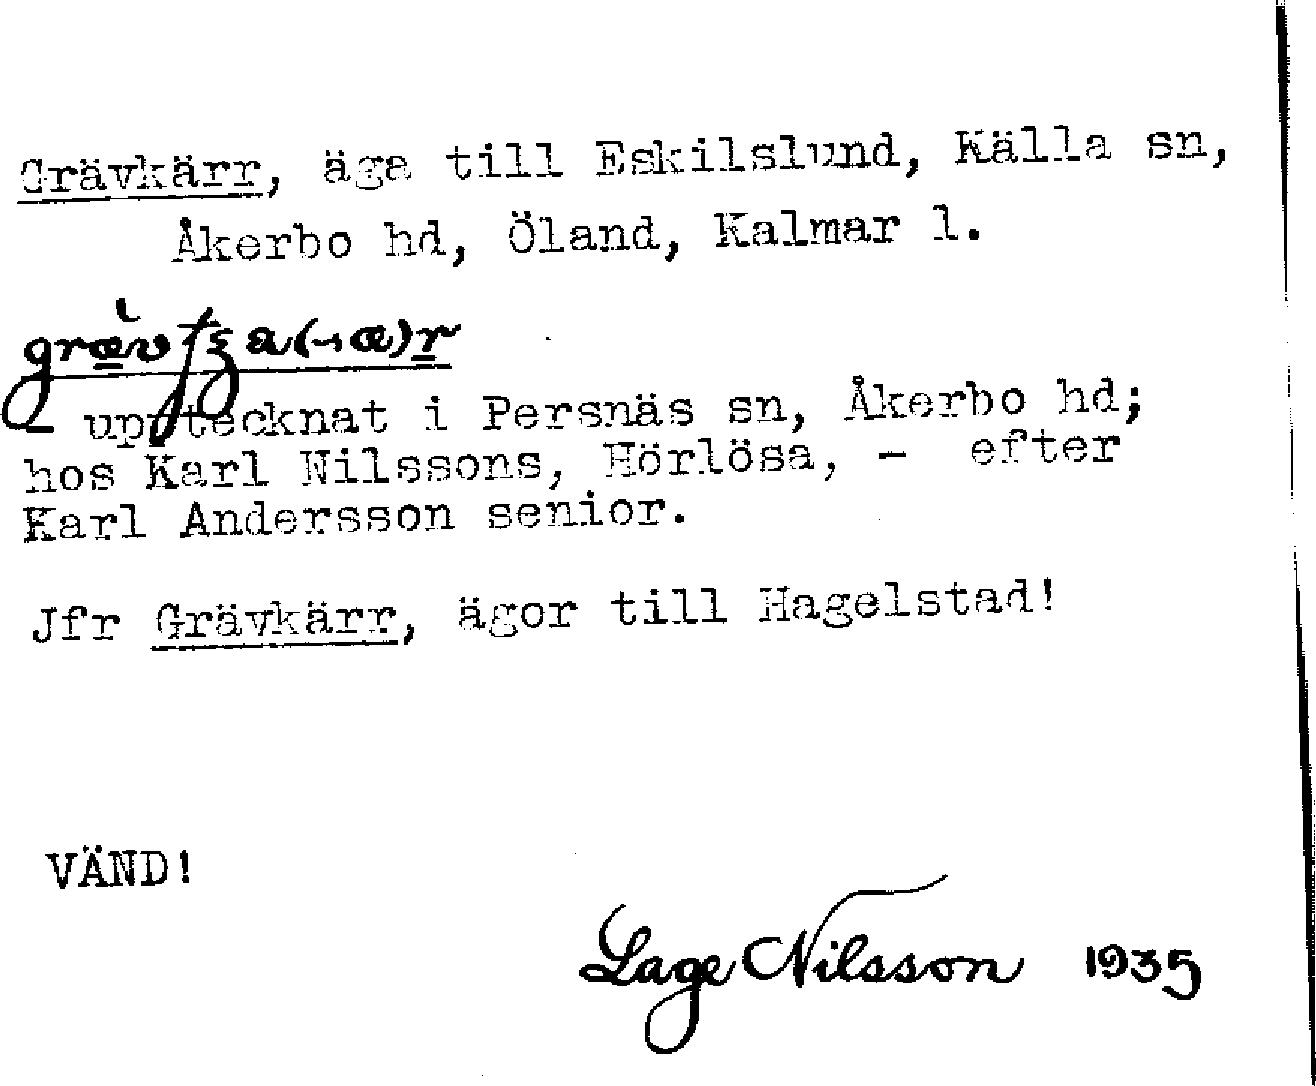 Grävkärr, äga till Eskilslund, Källa sn,
Åkerbo hd, Öland, Kalmar l.
– upptecknat i Persnäs sn, Åkerbo hd;
hos Karl Nilssons, Hörlösa, – efter
Karl Andersson senior.
Jfr Grävkärr, ägor till Hagelstad!
VÄND!
Lage Nilsson 1935